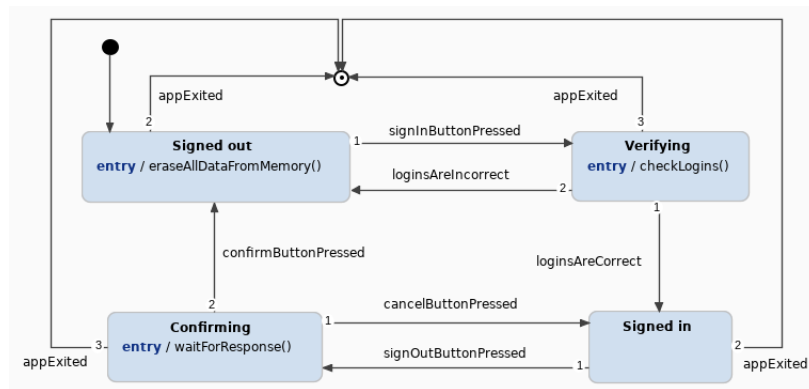 appExited
appExited
2
3
Signed out
entry / eraseAllDataFromMemory()
1
signInButtonPressed
Verifying
entry / checkLogins()
loginsAreIncorrect
2
1
confirmButtonPressed
loginsAreCorrect
2
cancelButtonPressed
1
Confirming
entry / waitForResponse()
Signed in
3
appExited
signOutButtonPressed
1
2
appExited